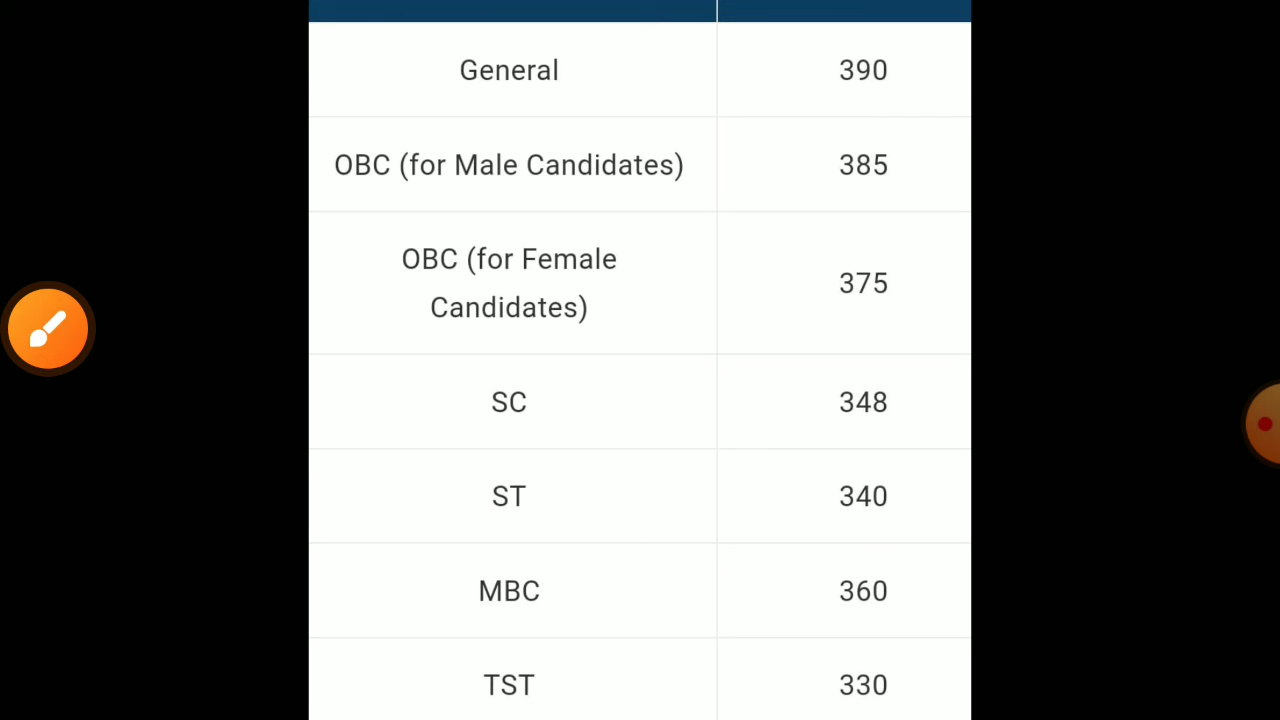 General 390
OBC (for Male Candidates) 385
OBC (for Female
Candidates) 375
SC 348
ST 340
MBC 360
TST 330